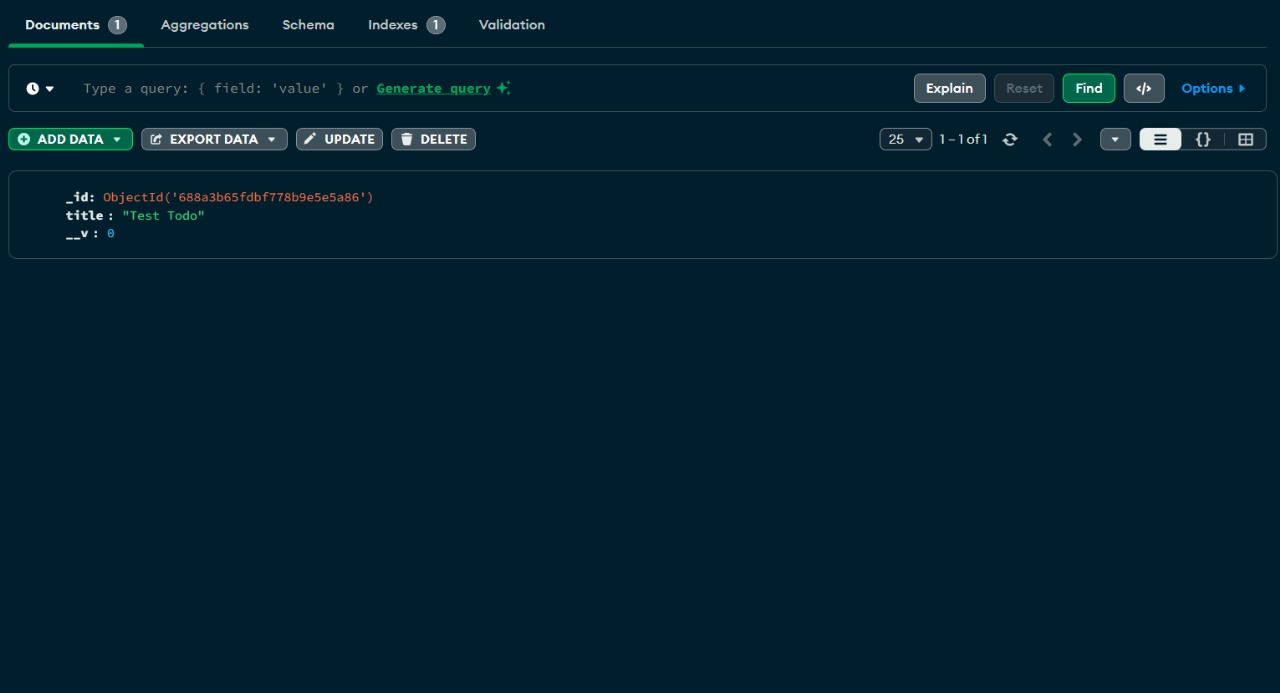 Documents 1 Aggregations Schema Indexes 1 Validation
Type a query: { field: 'value' } or Generate query Explain Reset Find </> Options
ADD DATA EXPORT DATA UPDATE DELETE 25 1–1 of 1 {}
_id: ObjectId('688a3b65fdbf778b9e5e5a86')
title : "Test Todo"
__v : 0